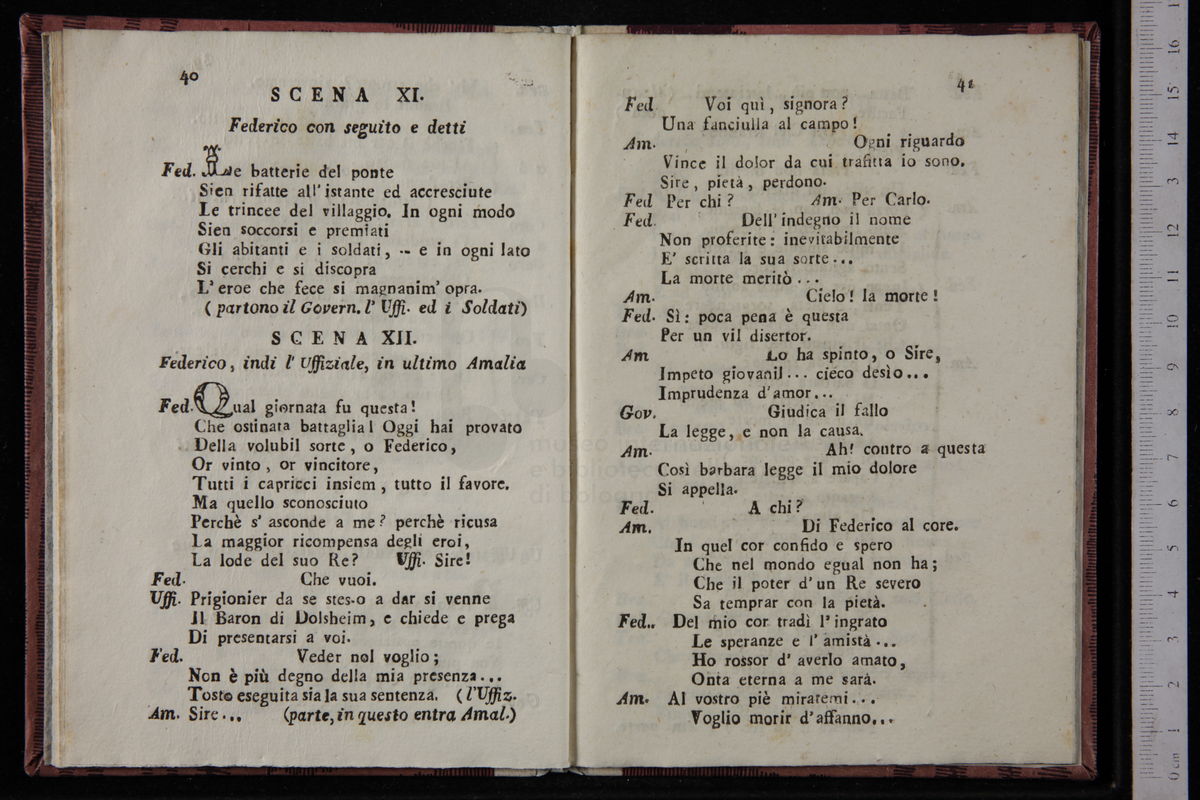 40
SCENA XI.
Federico con seguito e detti
Fed. Le batterie del ponte
Sien rifatte all' istante ed accresciute
Le trincee del villaggio. In ogni modo
Sien soccorsi e premiati
Gli abitanti e i soldati, -- e in ogni lato
Si cerchi e si discopra
L' eroe che fece sì magnanim' opra.
( partono il Govern. l' Uffi. ed i Soldati)
SCENA XII.
Federico, indi l' Uffiziale, in ultimo Amalia
Fed. Qual giornata fu questa!
Che ostinata battaglia! Oggi hai provato
Della volubil sorte, o Federico,
Or vinto, or vincitore,
Tutti i capricci insiem, tutto il favore.
Ma quello sconosciuto
Perchè s' asconde a me? perchè ricusa
La maggior ricompensa degli eroi,
La lode del suo Re? Uffi. Sire!
Fed. Che vuoi.
Uffi. Prigionier da se stesso a dar si venne
Il Baron di Dolsheim, e chiede e prega
Di presentarsi a voi.
Fed. Veder nol voglio;
Non è più degno della mia presenza...
Tosto eseguita sia la sua sentenza. (l'Uffiz.
Am. Sire... (parte, in questo entra Amal.)
41
Fed Voi quì, signora?
Una fanciulla al campo!
Am. Ogni riguardo
Vince il dolor da cui trafitta io sono.
Sire, pietà, perdono.
Fed Per chi? Am. Per Carlo.
Fed. Dell' indegno il nome
Non proferite: inevitabilmente
E' scritta la sua sorte...
La morte meritò...
Am. Cielo! la morte!
Fed. Sì: poca pena è questa
Per un vil disertor.
Am Lo ha spinto, o Sire,
Impeto giovanil... cieco desìo...
Imprudenza d'amor...
Gov. Giudica il fallo
La legge, e non la causa.
Am. Ah! contro a questa
Così barbara legge il mio dolore
Si appella.
Fed. A chi?
Am. Di Federico al core.
In quel cor confido e spero
Che nel mondo egual non ha;
Che il poter d' un Re severo
Sa temprar con la pietà.
Fed.. Del mio cor tradì l' ingrato
Le speranze e l' amistà...
Ho rossor d' averlo amato,
Onta eterna a me sarà.
Am. Al vostro piè miratemi...
Voglio morir d' affanno...